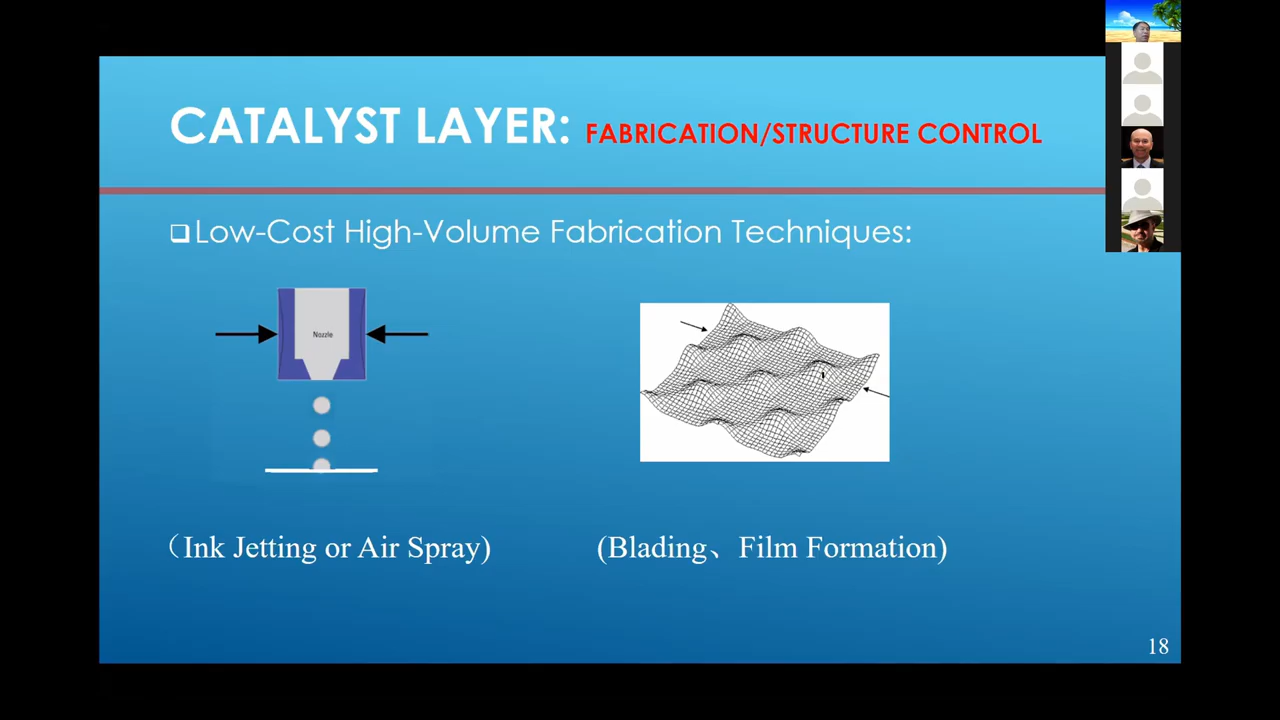 CATALYST LAYER: FABRICATION/STRUCTURE CONTROL
Low-Cost High-Volume Fabrication Techniques:
Nozzle
（Ink Jetting or Air Spray)
(Blading、Film Formation)
18